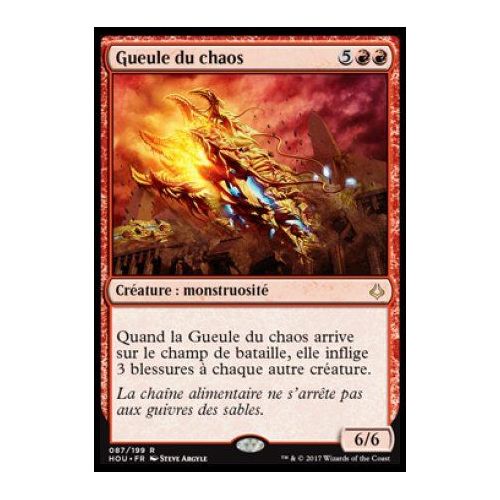 Gueule du chaos 5
Créature : monstruosité
Quand la Gueule du chaos arrive
sur le champ de bataille, elle inflige
3 blessures à chaque autre créature.
La chaîne alimentaire ne s'arrête pas
aux guivres des sables.
6/6
087/199 R
HOU • FR Steve Argyle
™ & © 2017 Wizards of the Coast